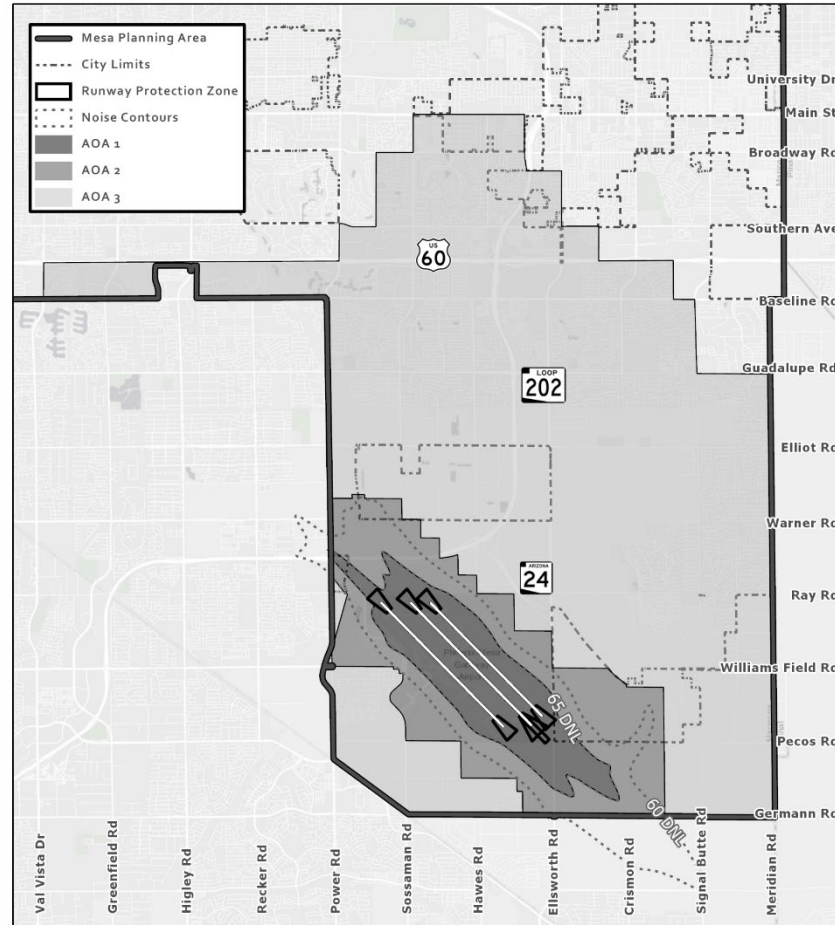 Mesa Planning Area
City Limits
Runway Protection Zone
Noise Contours
AOA 1
AOA 2
AOA 3
University Dr
Main St
Broadway Rd
Southern Ave
US
60
Baseline Rd
LOOP
202
Guadalupe Rd
Elliot Rd
Warner Rd
ARIZONA
24
Ray Rd
Williams Field Rd
65 DNL
Pecos Rd
60 DNL
Germann Rd
Val Vista Dr
Greenfield Rd
Higley Rd
Recker Rd
Power Rd
Sossaman Rd
Hawes Rd
Ellsworth Rd
Crismon Rd
Signal Butte Rd
Meridian Rd